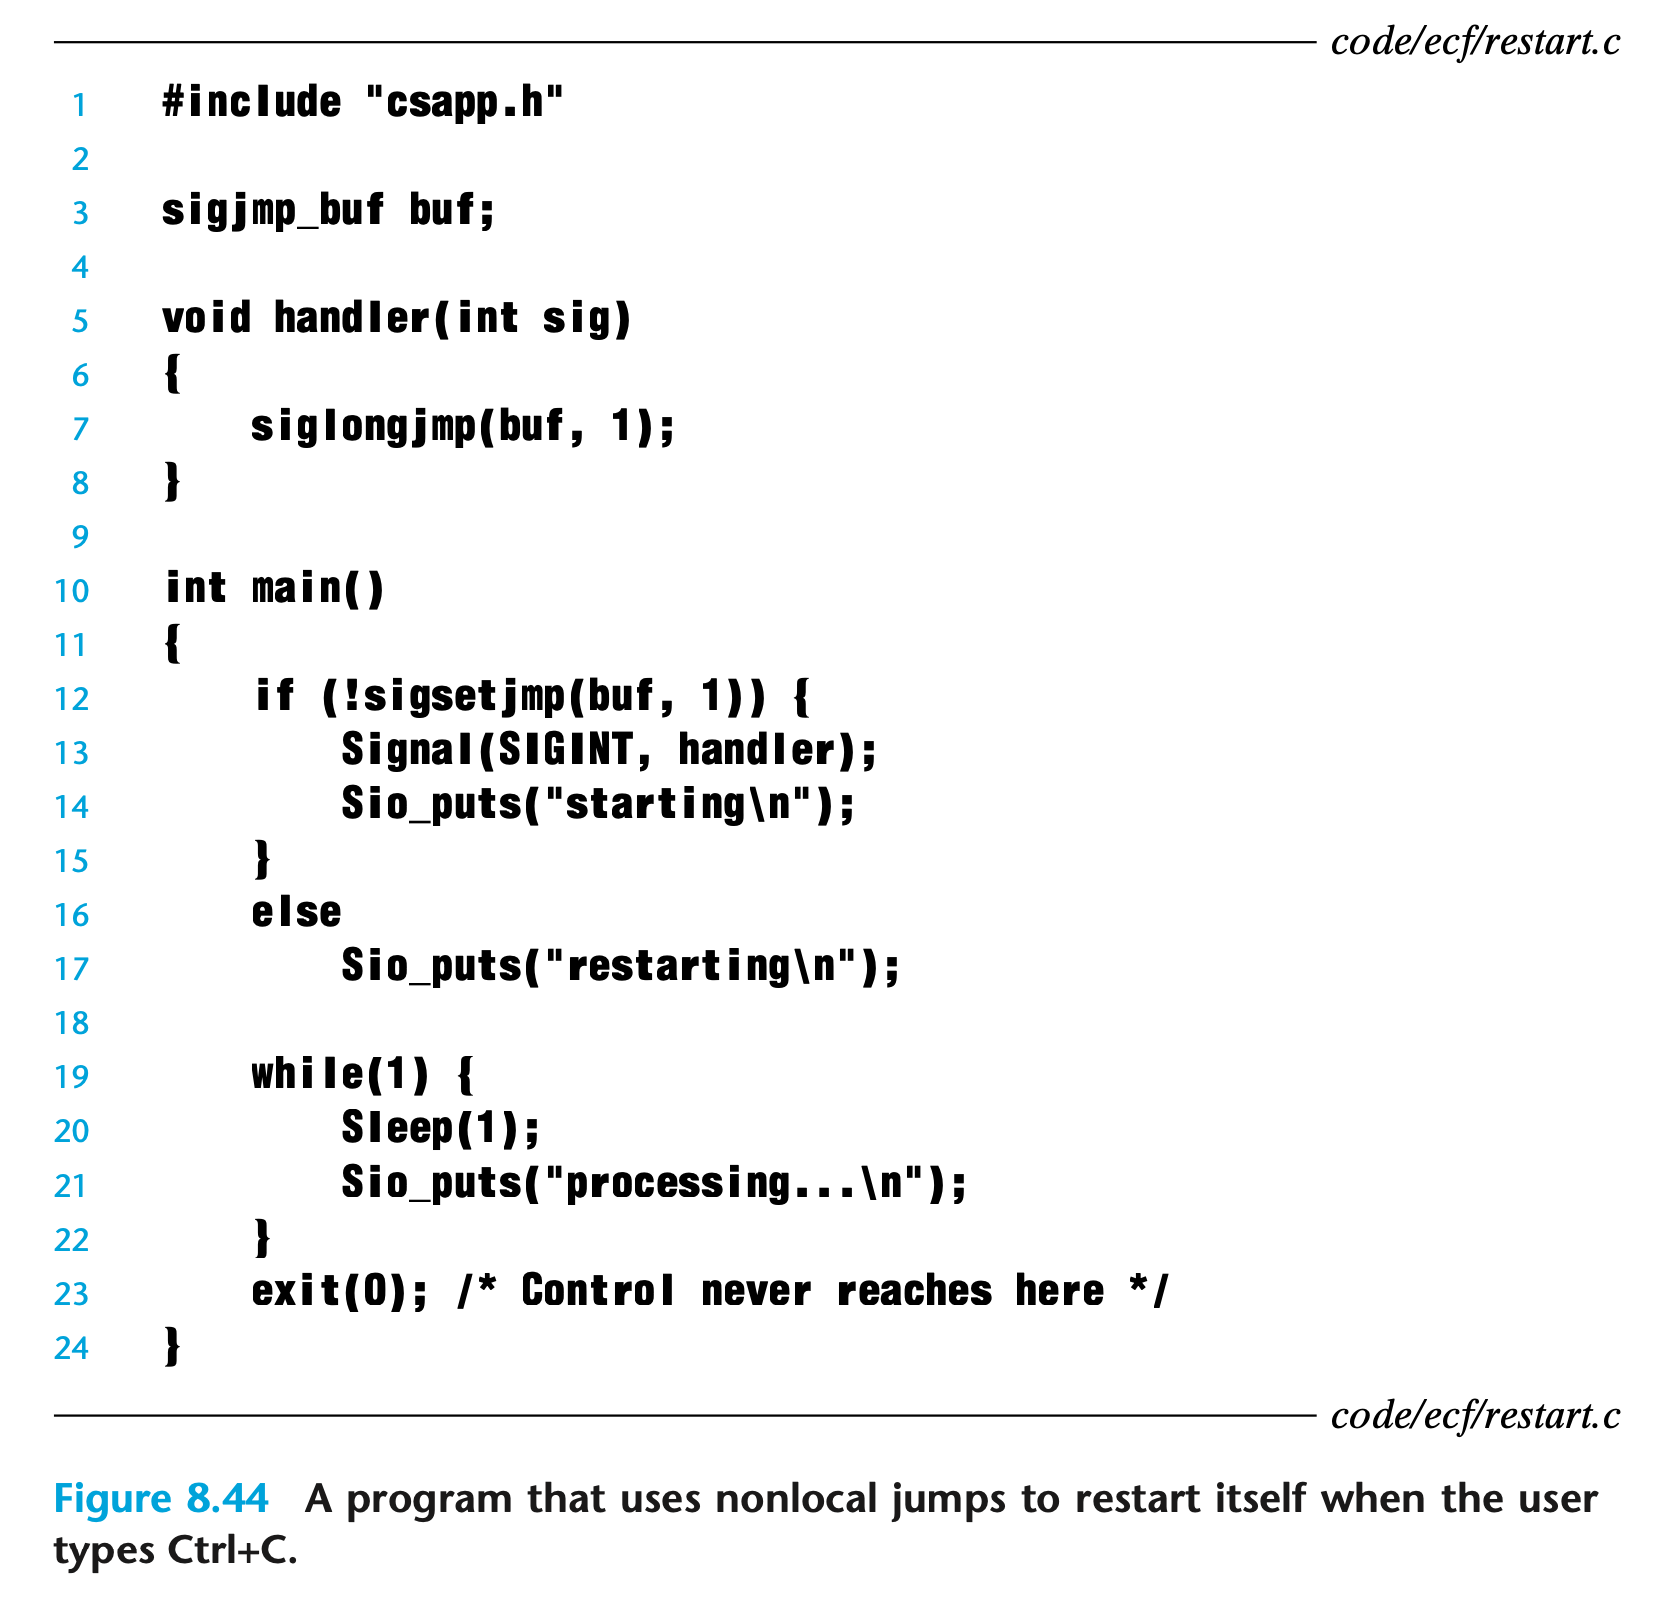 code/ecf/restart.c
1 #include "csapp.h"
2
3 sigjmp_buf buf;
4
5 void handler(int sig)
6 {
7     siglongjmp(buf, 1);
8 }
9
10 int main()
11 {
12     if (!sigsetjmp(buf, 1)) {
13         Signal(SIGINT, handler);
14         Sio_puts("starting\n");
15     }
16     else
17         Sio_puts("restarting\n");
18
19     while(1) {
20         Sleep(1);
21         Sio_puts("processing...\n");
22     }
23     exit(0); /* Control never reaches here */
24 }
code/ecf/restart.c
Figure 8.44 A program that uses nonlocal jumps to restart itself when the user
types Ctrl+C.